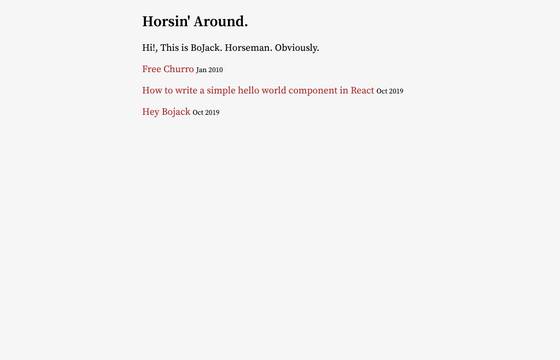 Horsin' Around.
Hi!, This is BoJack. Horseman. Obviously.
Free Churro Jan 2010
How to write a simple hello world component in React Oct 2019
Hey Bojack Oct 2019